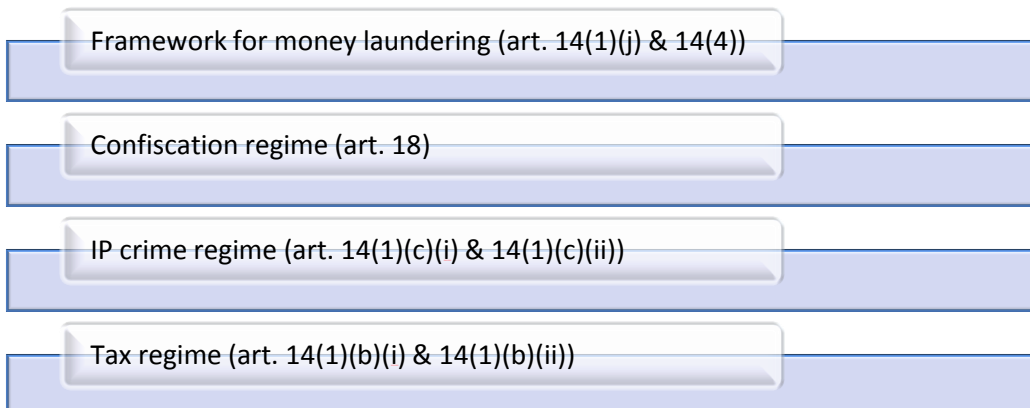 Framework for money laundering (art. 14(1)(j) & 14(4))
Confiscation regime (art. 18)
IP crime regime (art. 14(1)(c)(i) & 14(1)(c)(ii))
Tax regime (art. 14(1)(b)(i) & 14(1)(b)(ii))